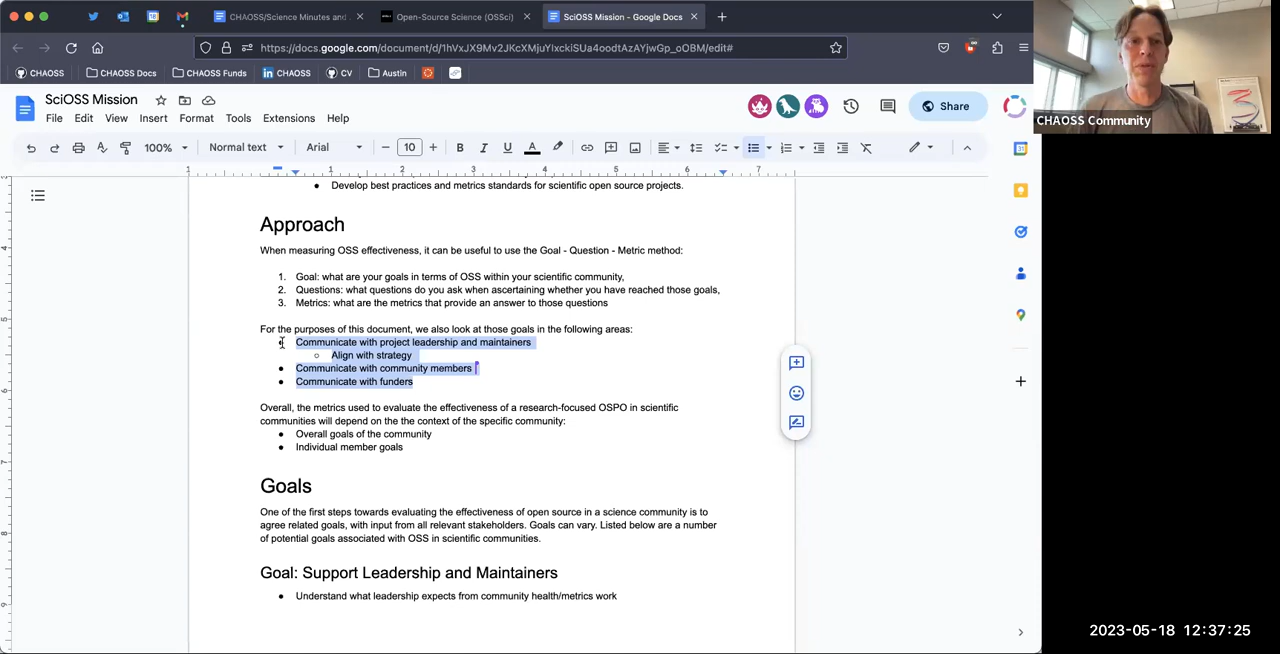 CHAOSS/Science Minutes and
Open-Source Science (OSSci)
SciOSS Mission - Google Docs
https://docs.google.com/document/d/1hVxJX9Mv2JKcXMjuYIxckiSUa4oodtAzAYjwGp_oOBM/edit#
CHAOSS
CHAOSS Docs
CHAOSS Funds
CHAOSS
CV
Austin
SciOSS Mission
Share
CHAOSS Community
File Edit View Insert Format Tools Extensions Help
100% Normal text Arial 10
1 1 2 3 4 5 6 7
Develop best practices and metrics standards for scientific open source projects.
Approach
When measuring OSS effectiveness, it can be useful to use the Goal - Question - Metric method:
1. Goal: what are your goals in terms of OSS within your scientific community,
2. Questions: what questions do you ask when ascertaining whether you have reached those goals,
3. Metrics: what are the metrics that provide an answer to those questions
For the purposes of this document, we also look at those goals in the following areas:
Communicate with project leadership and maintainers
Align with strategy
Communicate with community members
Communicate with funders
Overall, the metrics used to evaluate the effectiveness of a research-focused OSPO in scientific
communities will depend on the the context of the specific community:
Overall goals of the community
Individual member goals
Goals
One of the first steps towards evaluating the effectiveness of open source in a science community is to
agree related goals, with input from all relevant stakeholders. Goals can vary. Listed below are a number
of potential goals associated with OSS in scientific communities.
Goal: Support Leadership and Maintainers
Understand what leadership expects from community health/metrics work
2023-05-18 12:37:25